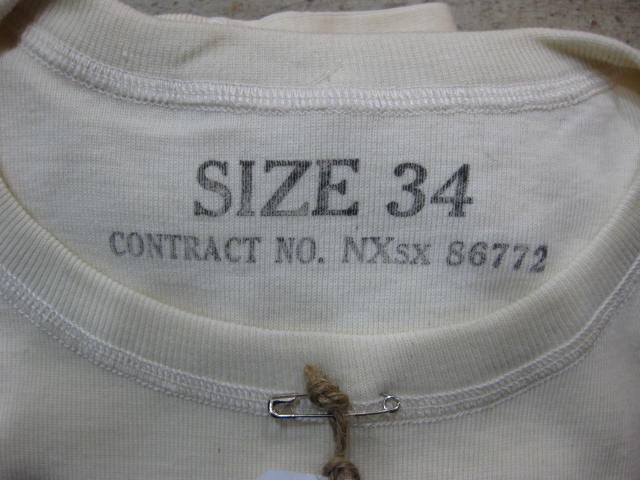 SIZE 34
CONTRACT NO. NXsx 86772